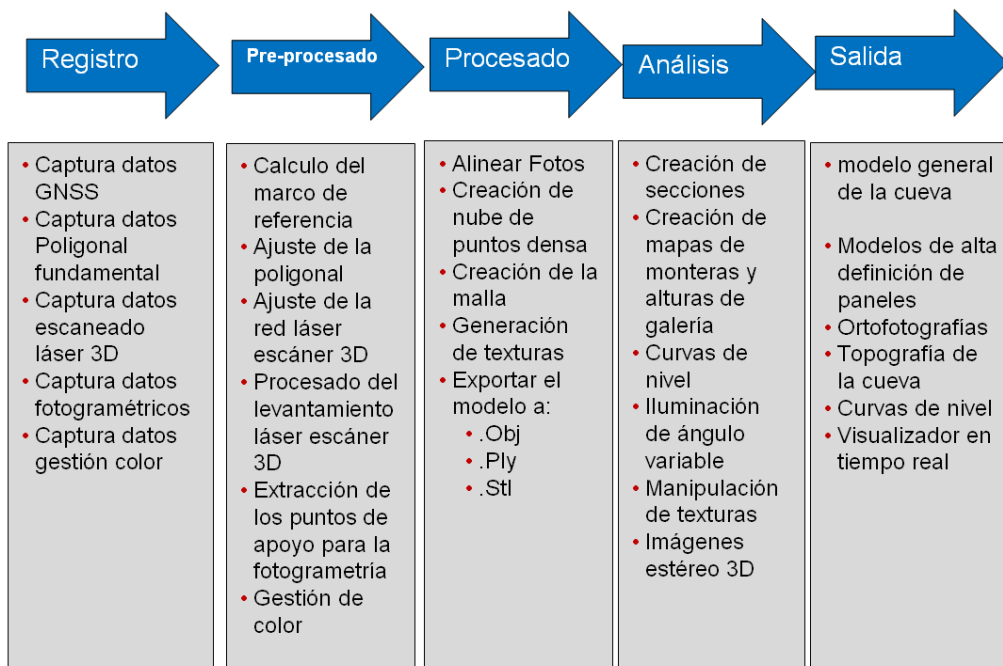 Registro
Pre-procesado
Procesado
Análisis
Salida
• Captura datos
GNSS
• Captura datos
Poligonal
fundamental
• Captura datos
escaneado
láser 3D
• Captura datos
fotogramétricos
• Captura datos
gestión color
• Calculo del
marco de
referencia
• Ajuste de la
poligonal
• Ajuste de la
red láser
escáner 3D
• Procesado del
levantamiento
láser escáner
3D
• Extracción de
los puntos de
apoyo para la
fotogrametría
• Gestión de
color
• Alinear Fotos
• Creación de
nube de
puntos densa
• Creación de la
malla
• Generación
de texturas
• Exportar el
modelo a:
• .Obj
• .Ply
• .Stl
• Creación de
secciones
• Creación de
mapas de
monteras y
alturas de
galería
• Curvas de
nivel
• Iluminación
de ángulo
variable
• Manipulación
de texturas
• Imágenes
estéreo 3D
• modelo general
de la cueva
• Modelos de alta
definición de
paneles
• Ortofotografías
• Topografía de
la cueva
• Curvas de nivel
• Visualizador en
tiempo real